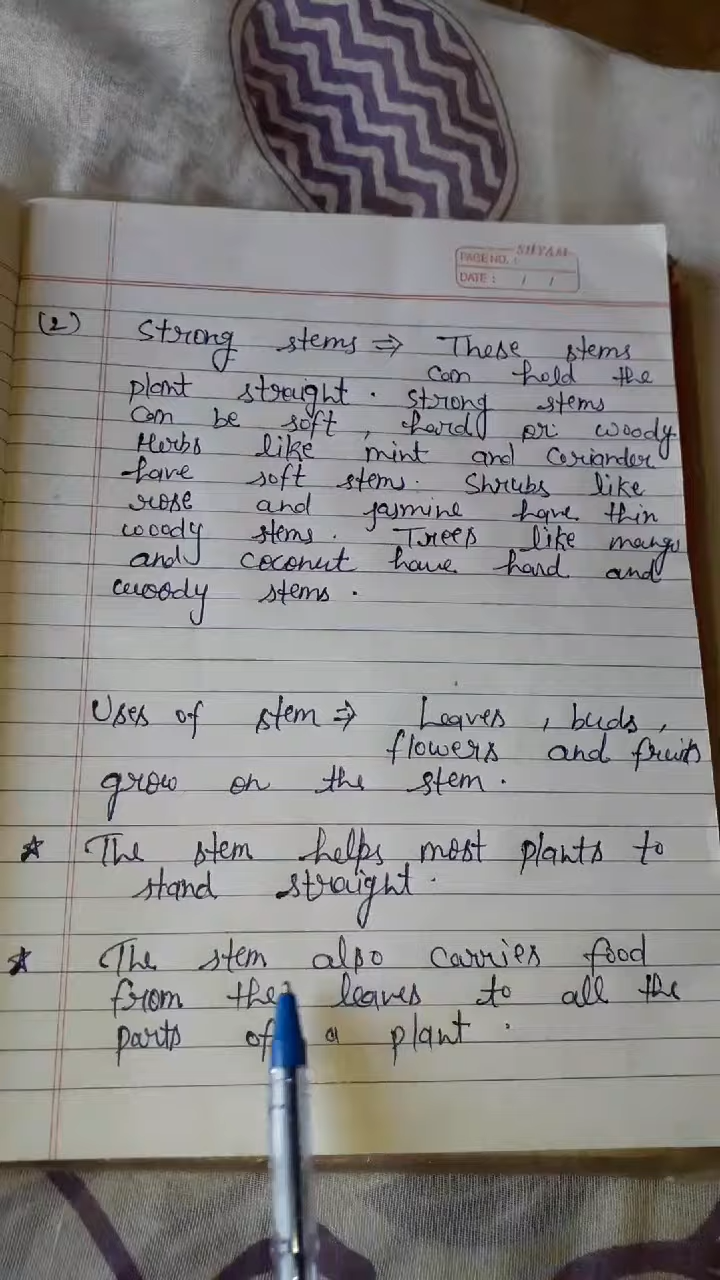 SHYAM
PAGE NO. :
DATE : / /
(2) Strong stems ⇒ These stems
can hold the
plant straight. Strong stems
can be soft, hard or woody
Herbs like mint and coriander
have soft stems. Shrubs like
rose and jasmine have thin
woody stems. Trees like mango
and coconut have hard and
woody stems.
Uses of stem ⇒ Leaves, buds,
flowers and fruits
grow on the stem.
☆ The stem helps most plants to
stand straight.
☆ The stem also carries food
from the leaves to all the
parts of a plant.